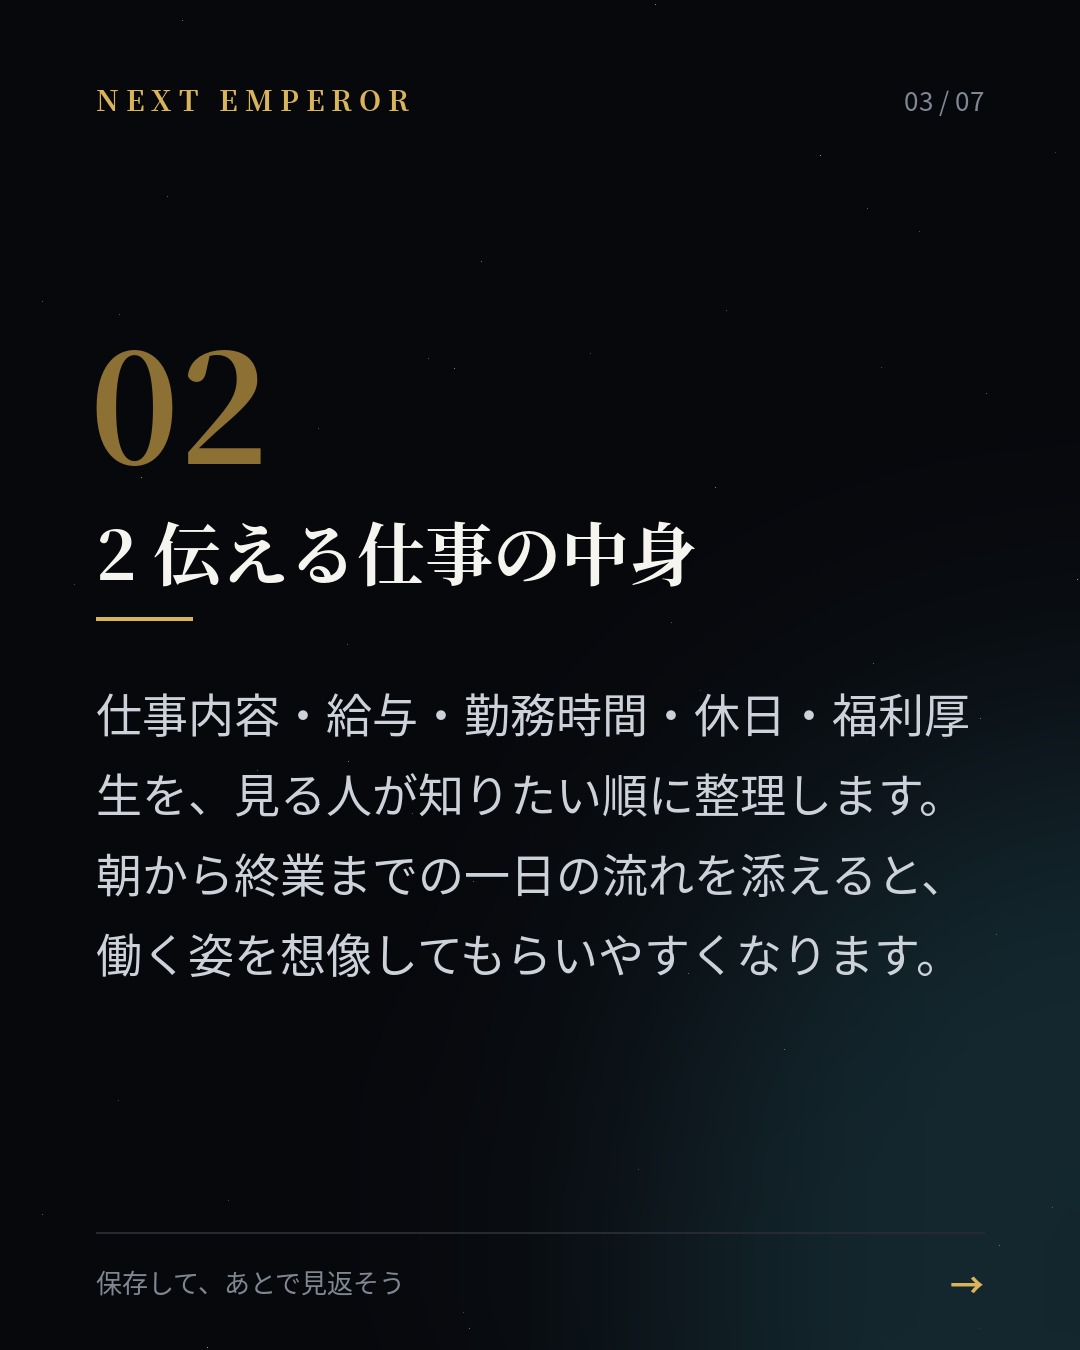 NEXT EMPEROR
03 / 07
02
2 伝える仕事の中身
仕事内容・給与・勤務時間・休日・福利厚
生を、見る人が知りたい順に整理します。
朝から終業までの一日の流れを添えると、
働く姿を想像してもらいやすくなります。
保存して、あとで見返そう
→